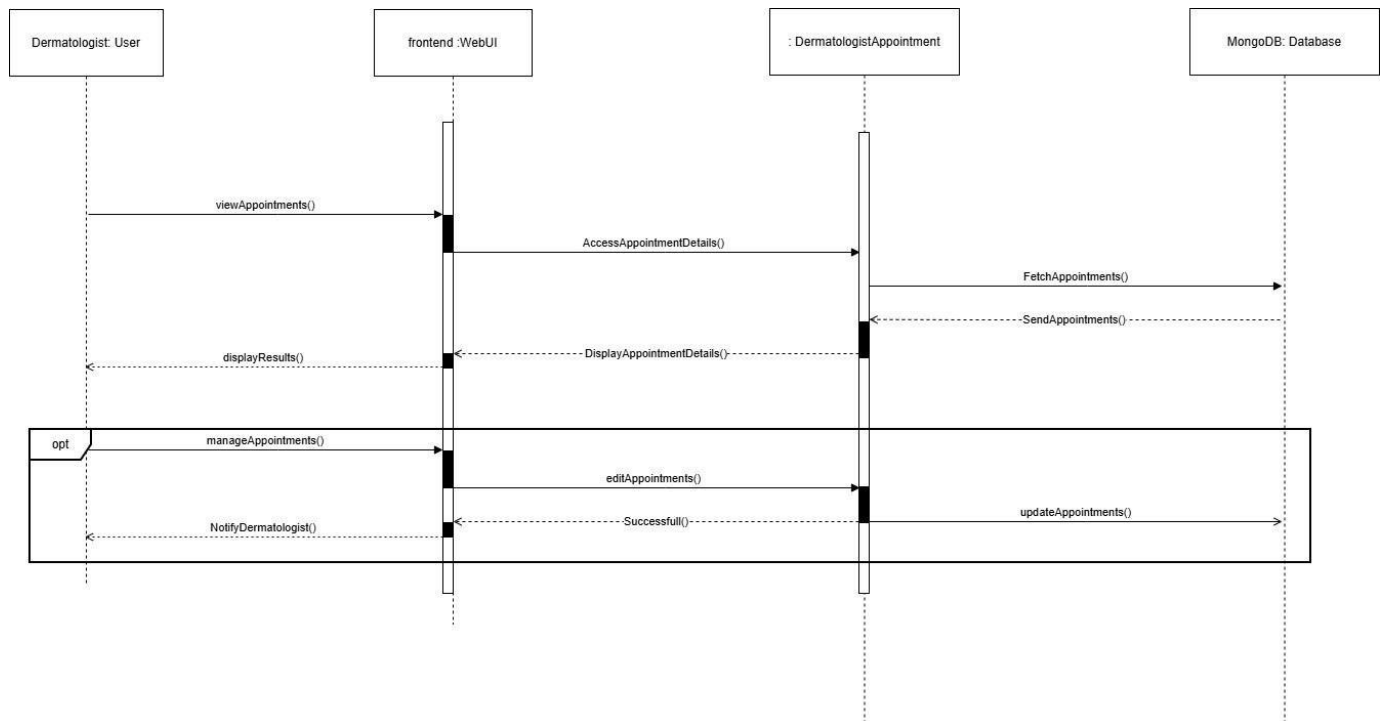 Dermatologist: User
frontend :WebUI
: DermatologistAppointment
MongoDB: Database
viewAppointments()
AccessAppointmentDetails()
FetchAppointments()
SendAppointments()
DisplayAppointmentDetails()
displayResults()
opt
manageAppointments()
editAppointments()
updateAppointments()
Successfull()
NotifyDermatologist()